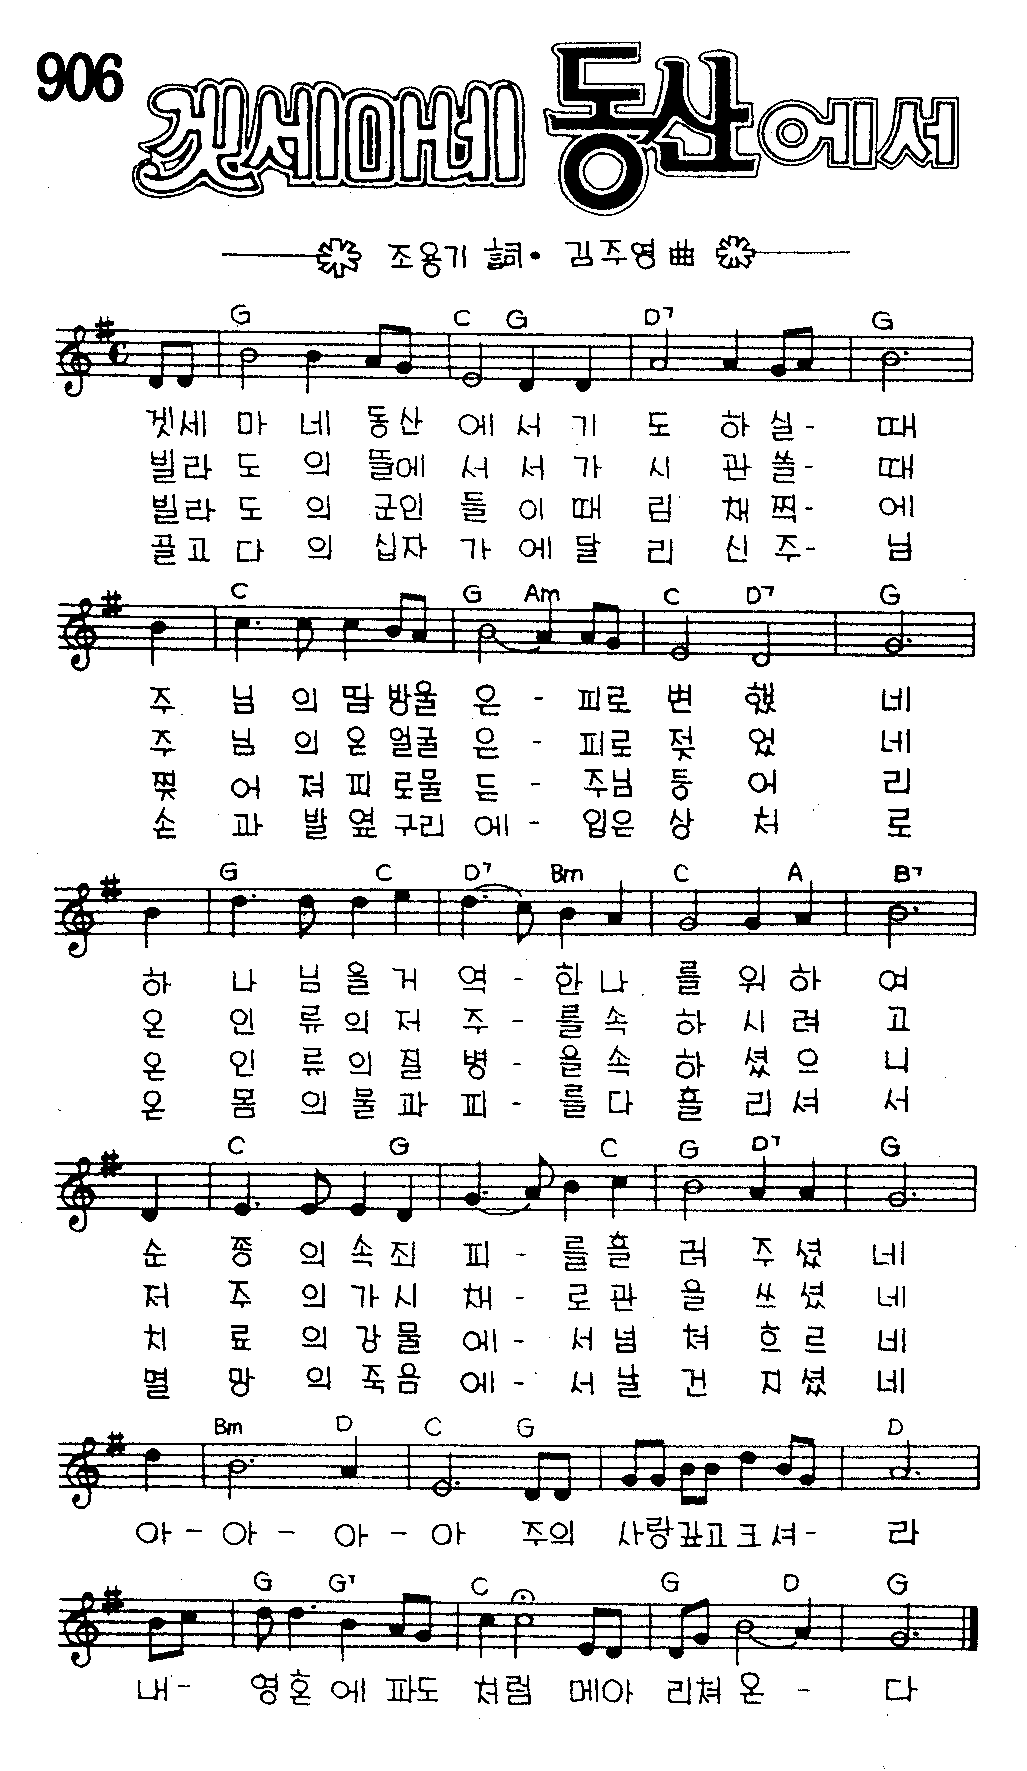 906
겟세마네 동산에서
조용기 詞 · 김주영 曲
G C G D7 G
겟세 마 네 동산 에 서 기 도 하 실 - 때
빌라 도 의 뜰에 서 서 가 시 관 쓸 - 때
빌라 도 의 군인 들 이 때 림 채 찍 - 에
골고 다 의 십자 가 에 달 리 신 주 - 님
C G Am C D7 G
주 님 의 땀 방울 은 - 피로 변 했 네
주 님 의 온 얼굴 은 - 피로 젖 었 네
찢 어 져 피 로물 든 - 주님 등 어 리
손 과 발 옆 구리 에 - 입은 상 처 로
G C D7 Bm C A B7
하 나 님 을 거 역 - 한 나 를 위 하 여
온 인 류 의 저 주 - 를 속 하 시 려 고
온 인 류 의 질 병 - 을 속 하 셨 으 니
온 몸 의 물 과 피 - 를 다 흘 리 셔 서
C G C G D7 G
순 종 의 속 죄 피 - 를 흘 려 주 셨 네
저 주 의 가 시 채 - 로 관 을 쓰 셨 네
치 료 의 강 물 에 - 서 넘 쳐 흐 르 네
멸 망 의 죽 음 에 - 서 날 건 지 셨 네
Bm D C G D
아 - 아 - 아 - 아 주의 사랑깊고크셔 - 라
G G7 C G D G
내 - 영혼 에 파도 처럼 메아 리쳐 온 - 다